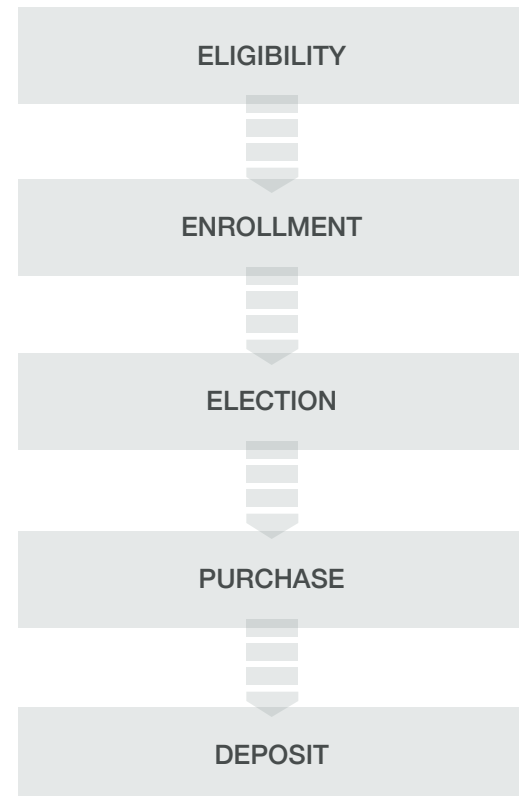 ELIGIBILITY
ENROLLMENT
ELECTION
PURCHASE
DEPOSIT